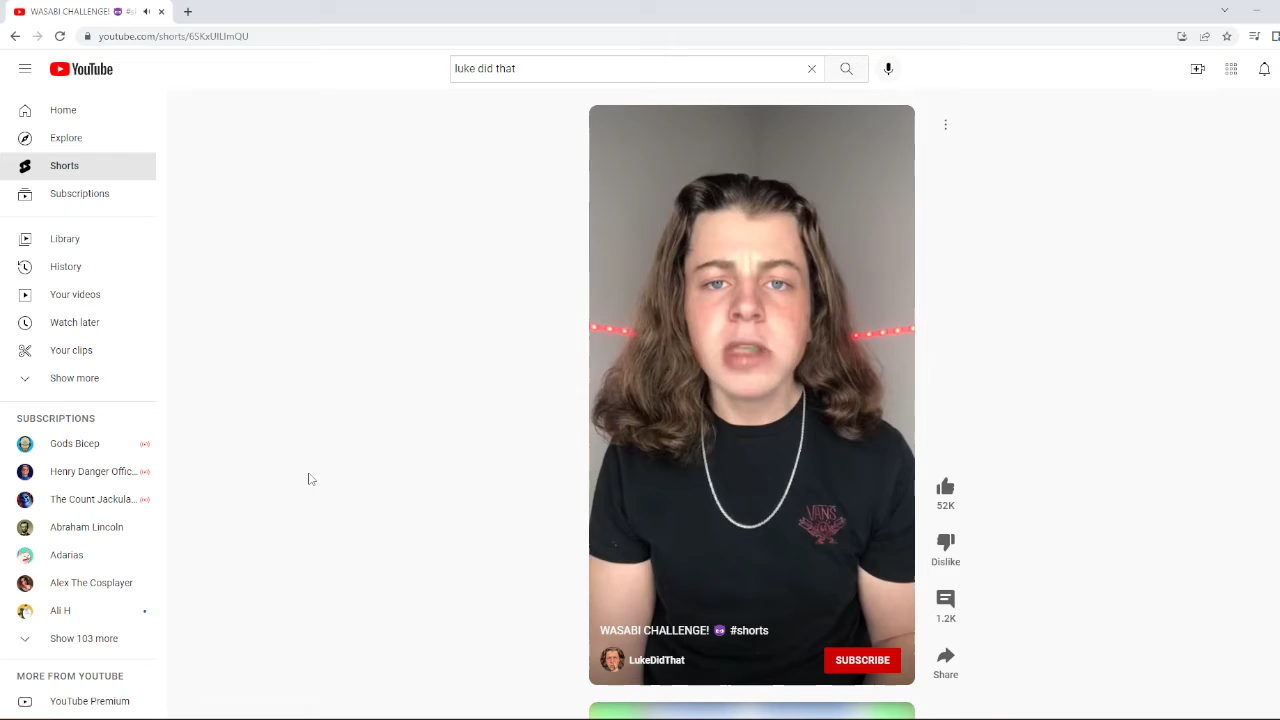 WASABI CHALLENGE! 😈 #s
youtube.com/shorts/6SKxUlLImQU
YouTube
luke did that
Home
Explore
Shorts
Subscriptions
Library
History
Your videos
Watch later
Your clips
Show more
SUBSCRIPTIONS
Gods Bicep
Henry Danger Offic...
The Count Jackula...
Abraham Lincoln
Adarias
Alex The Cosplayer
Ali H
Show 103 more
MORE FROM YOUTUBE
YouTube Premium
VANS
WASABI CHALLENGE! 😈 #shorts
LukeDidThat
SUBSCRIBE
52K
Dislike
1.2K
Share